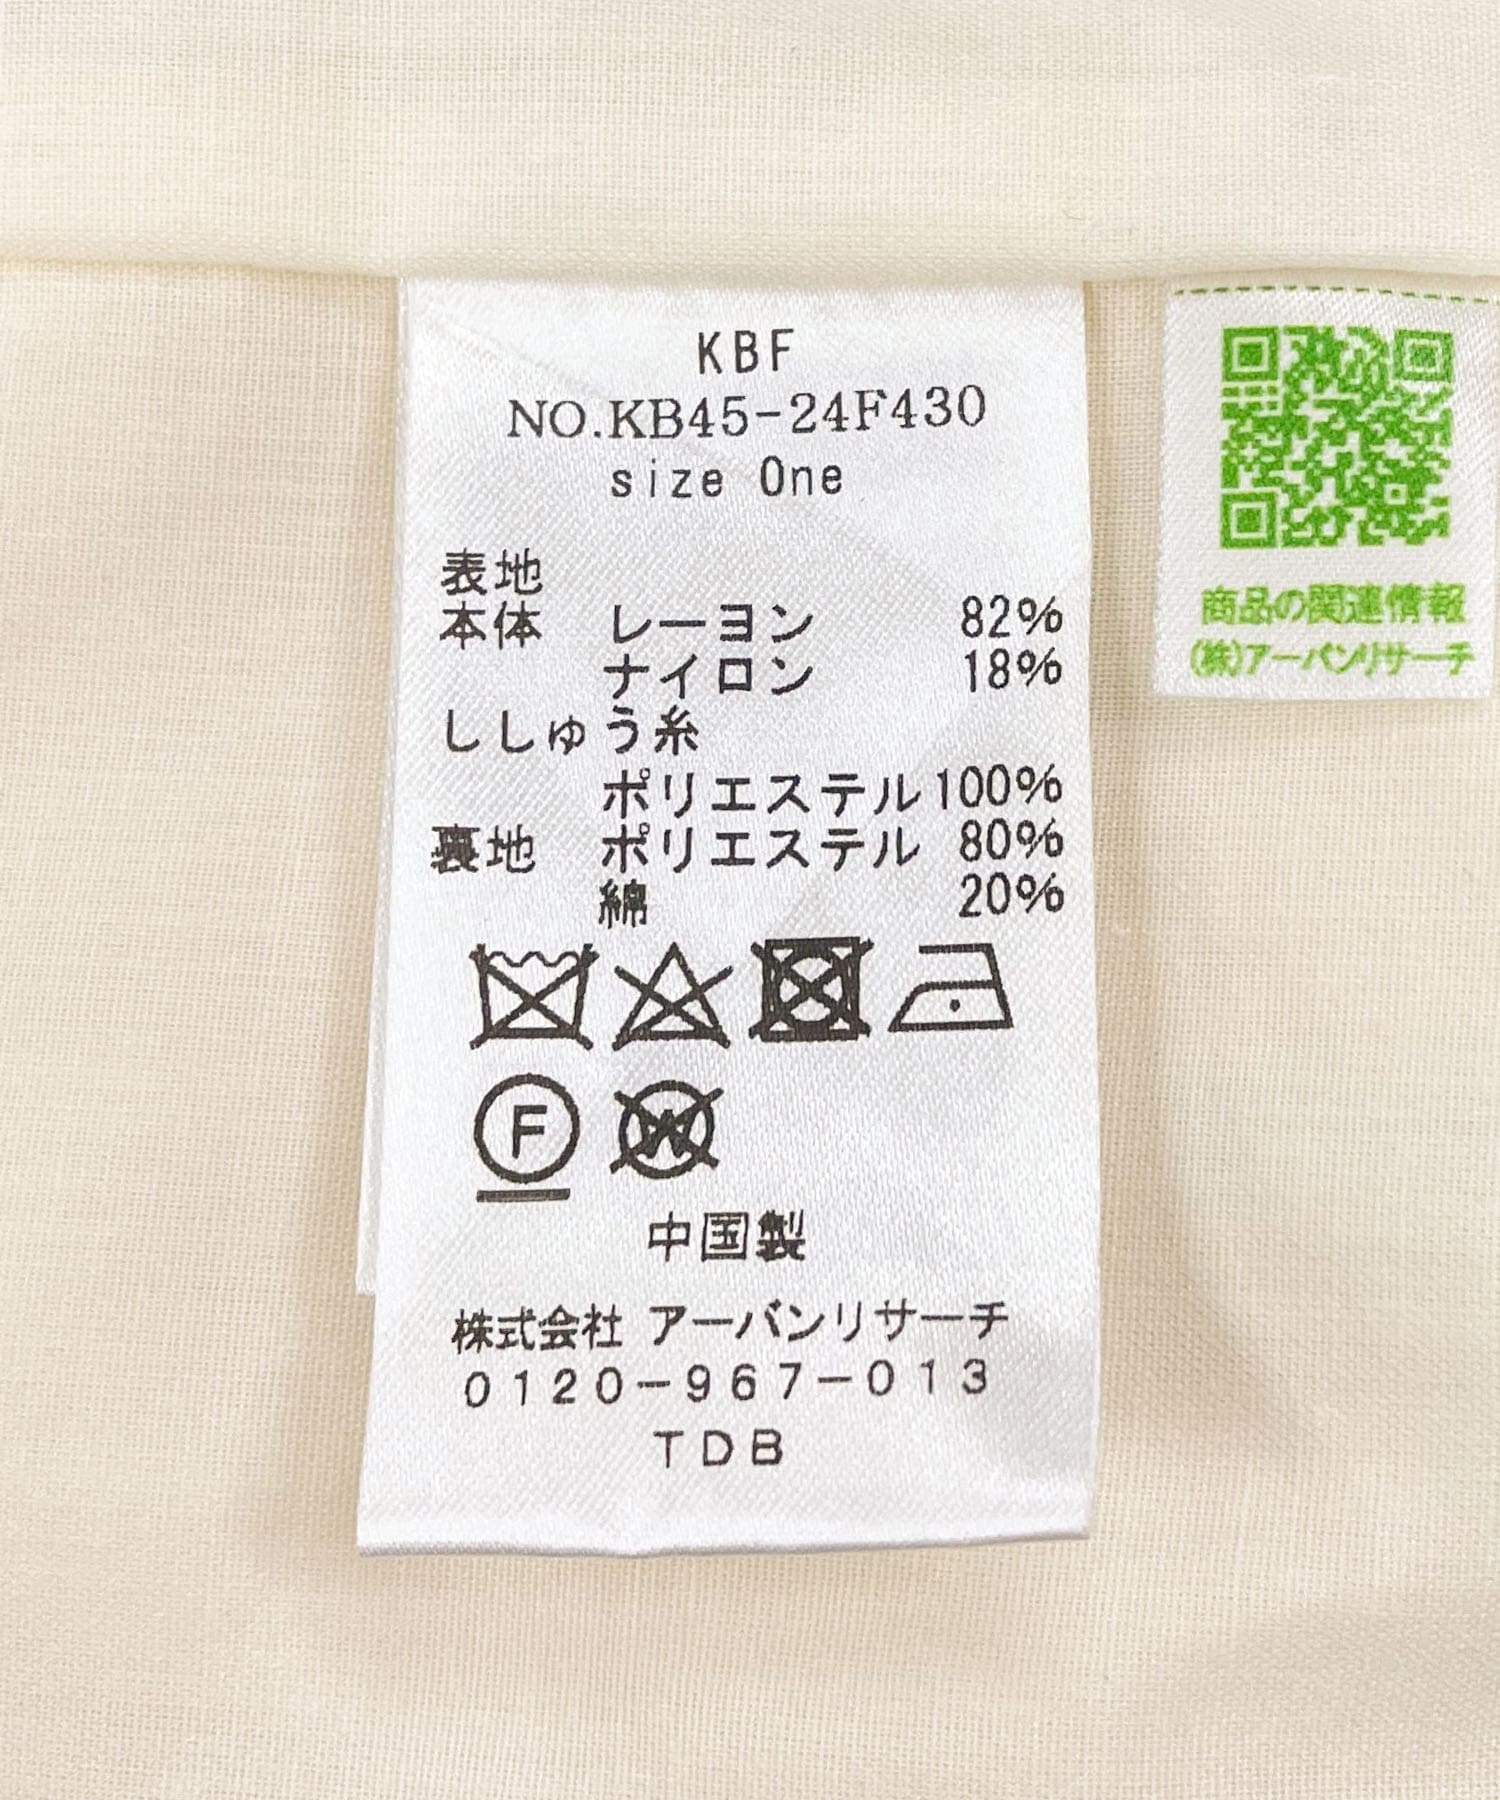 KBF
NO.KB45-24F430
size One
表地
本体 レーヨン 82%
ナイロン 18%
ししゅう糸
ポリエステル 100%
裏地 ポリエステル 80%
綿 20%
F
W
中国製
株式会社 アーバンリサーチ
0120-967-013
TDB
商品の関連情報
(株)アーバンリサーチ